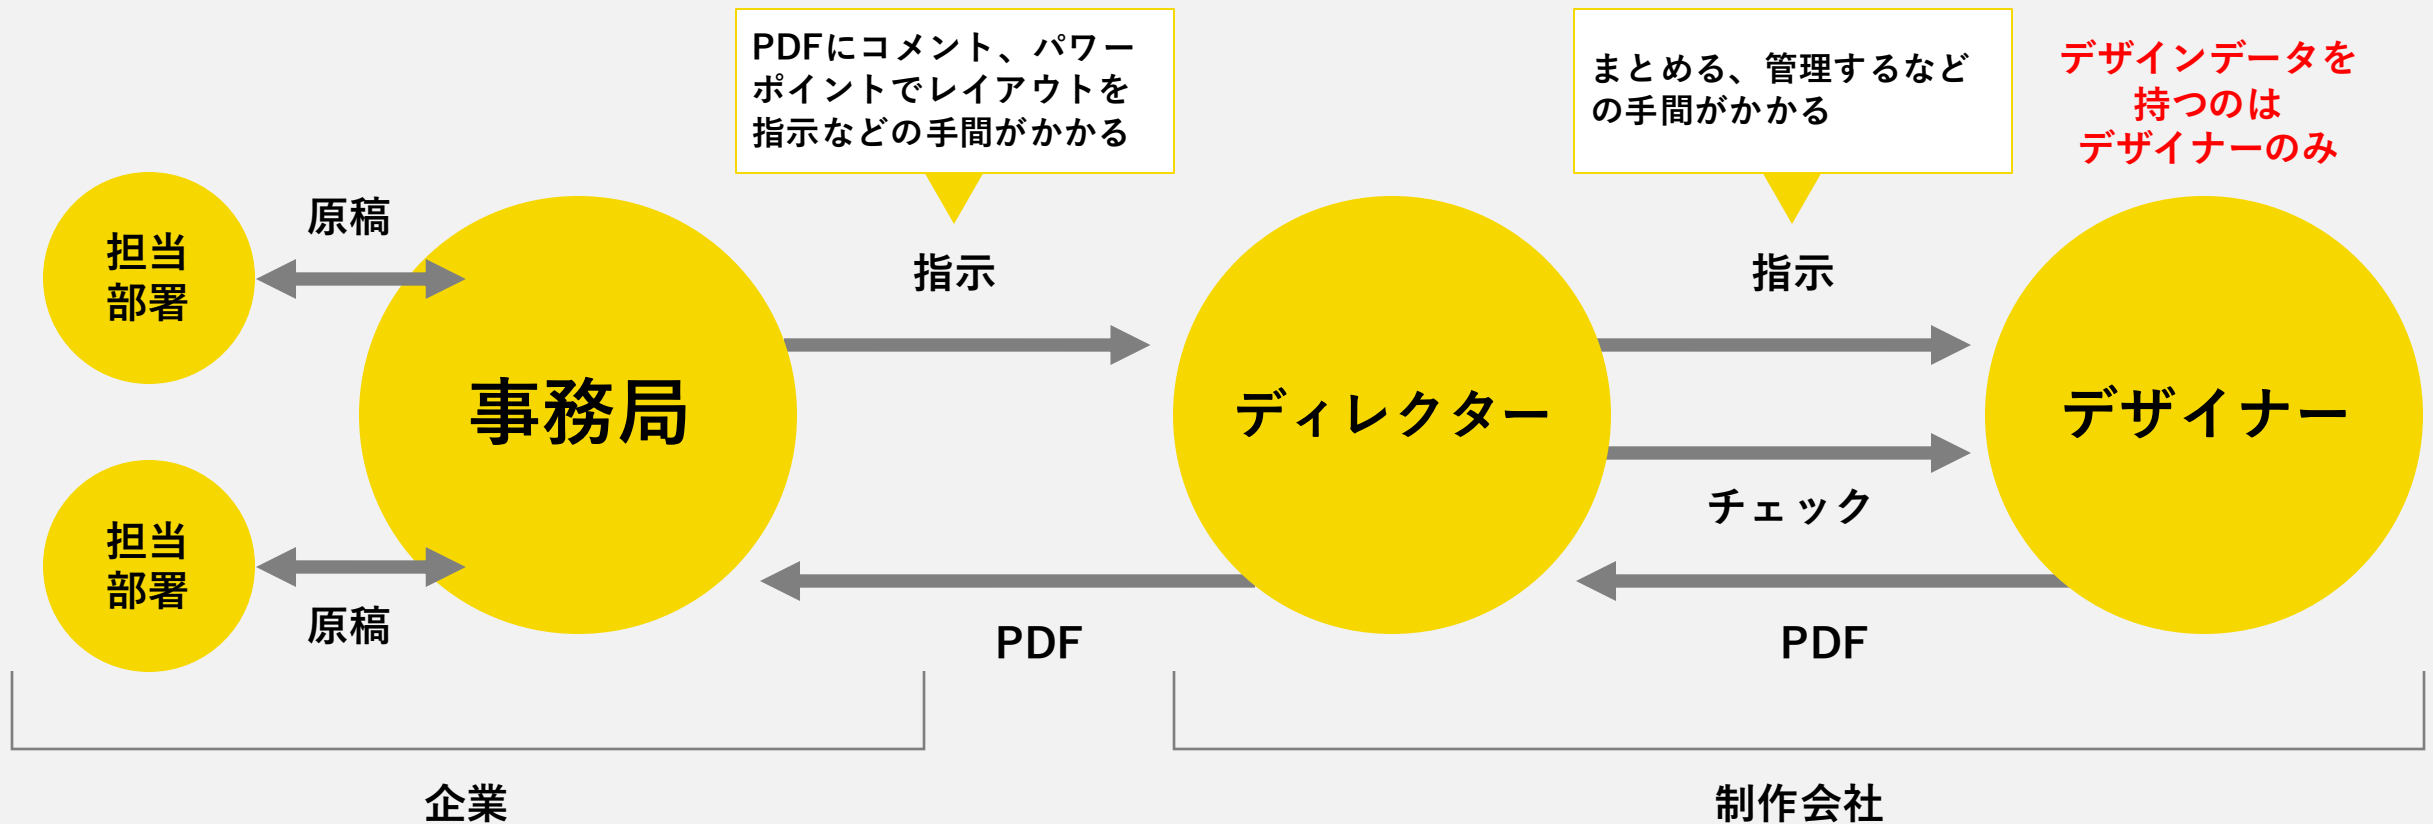 PDFにコメント、パワー
ポイントでレイアウトを
指示などの手間がかかる
まとめる、管理するなど
の手間がかかる
デザインデータを
持つのは
デザイナーのみ
担当
部署
原稿
指示
指示
事務局
ディレクター
デザイナー
チェック
担当
部署
原稿
PDF
PDF
企業
制作会社